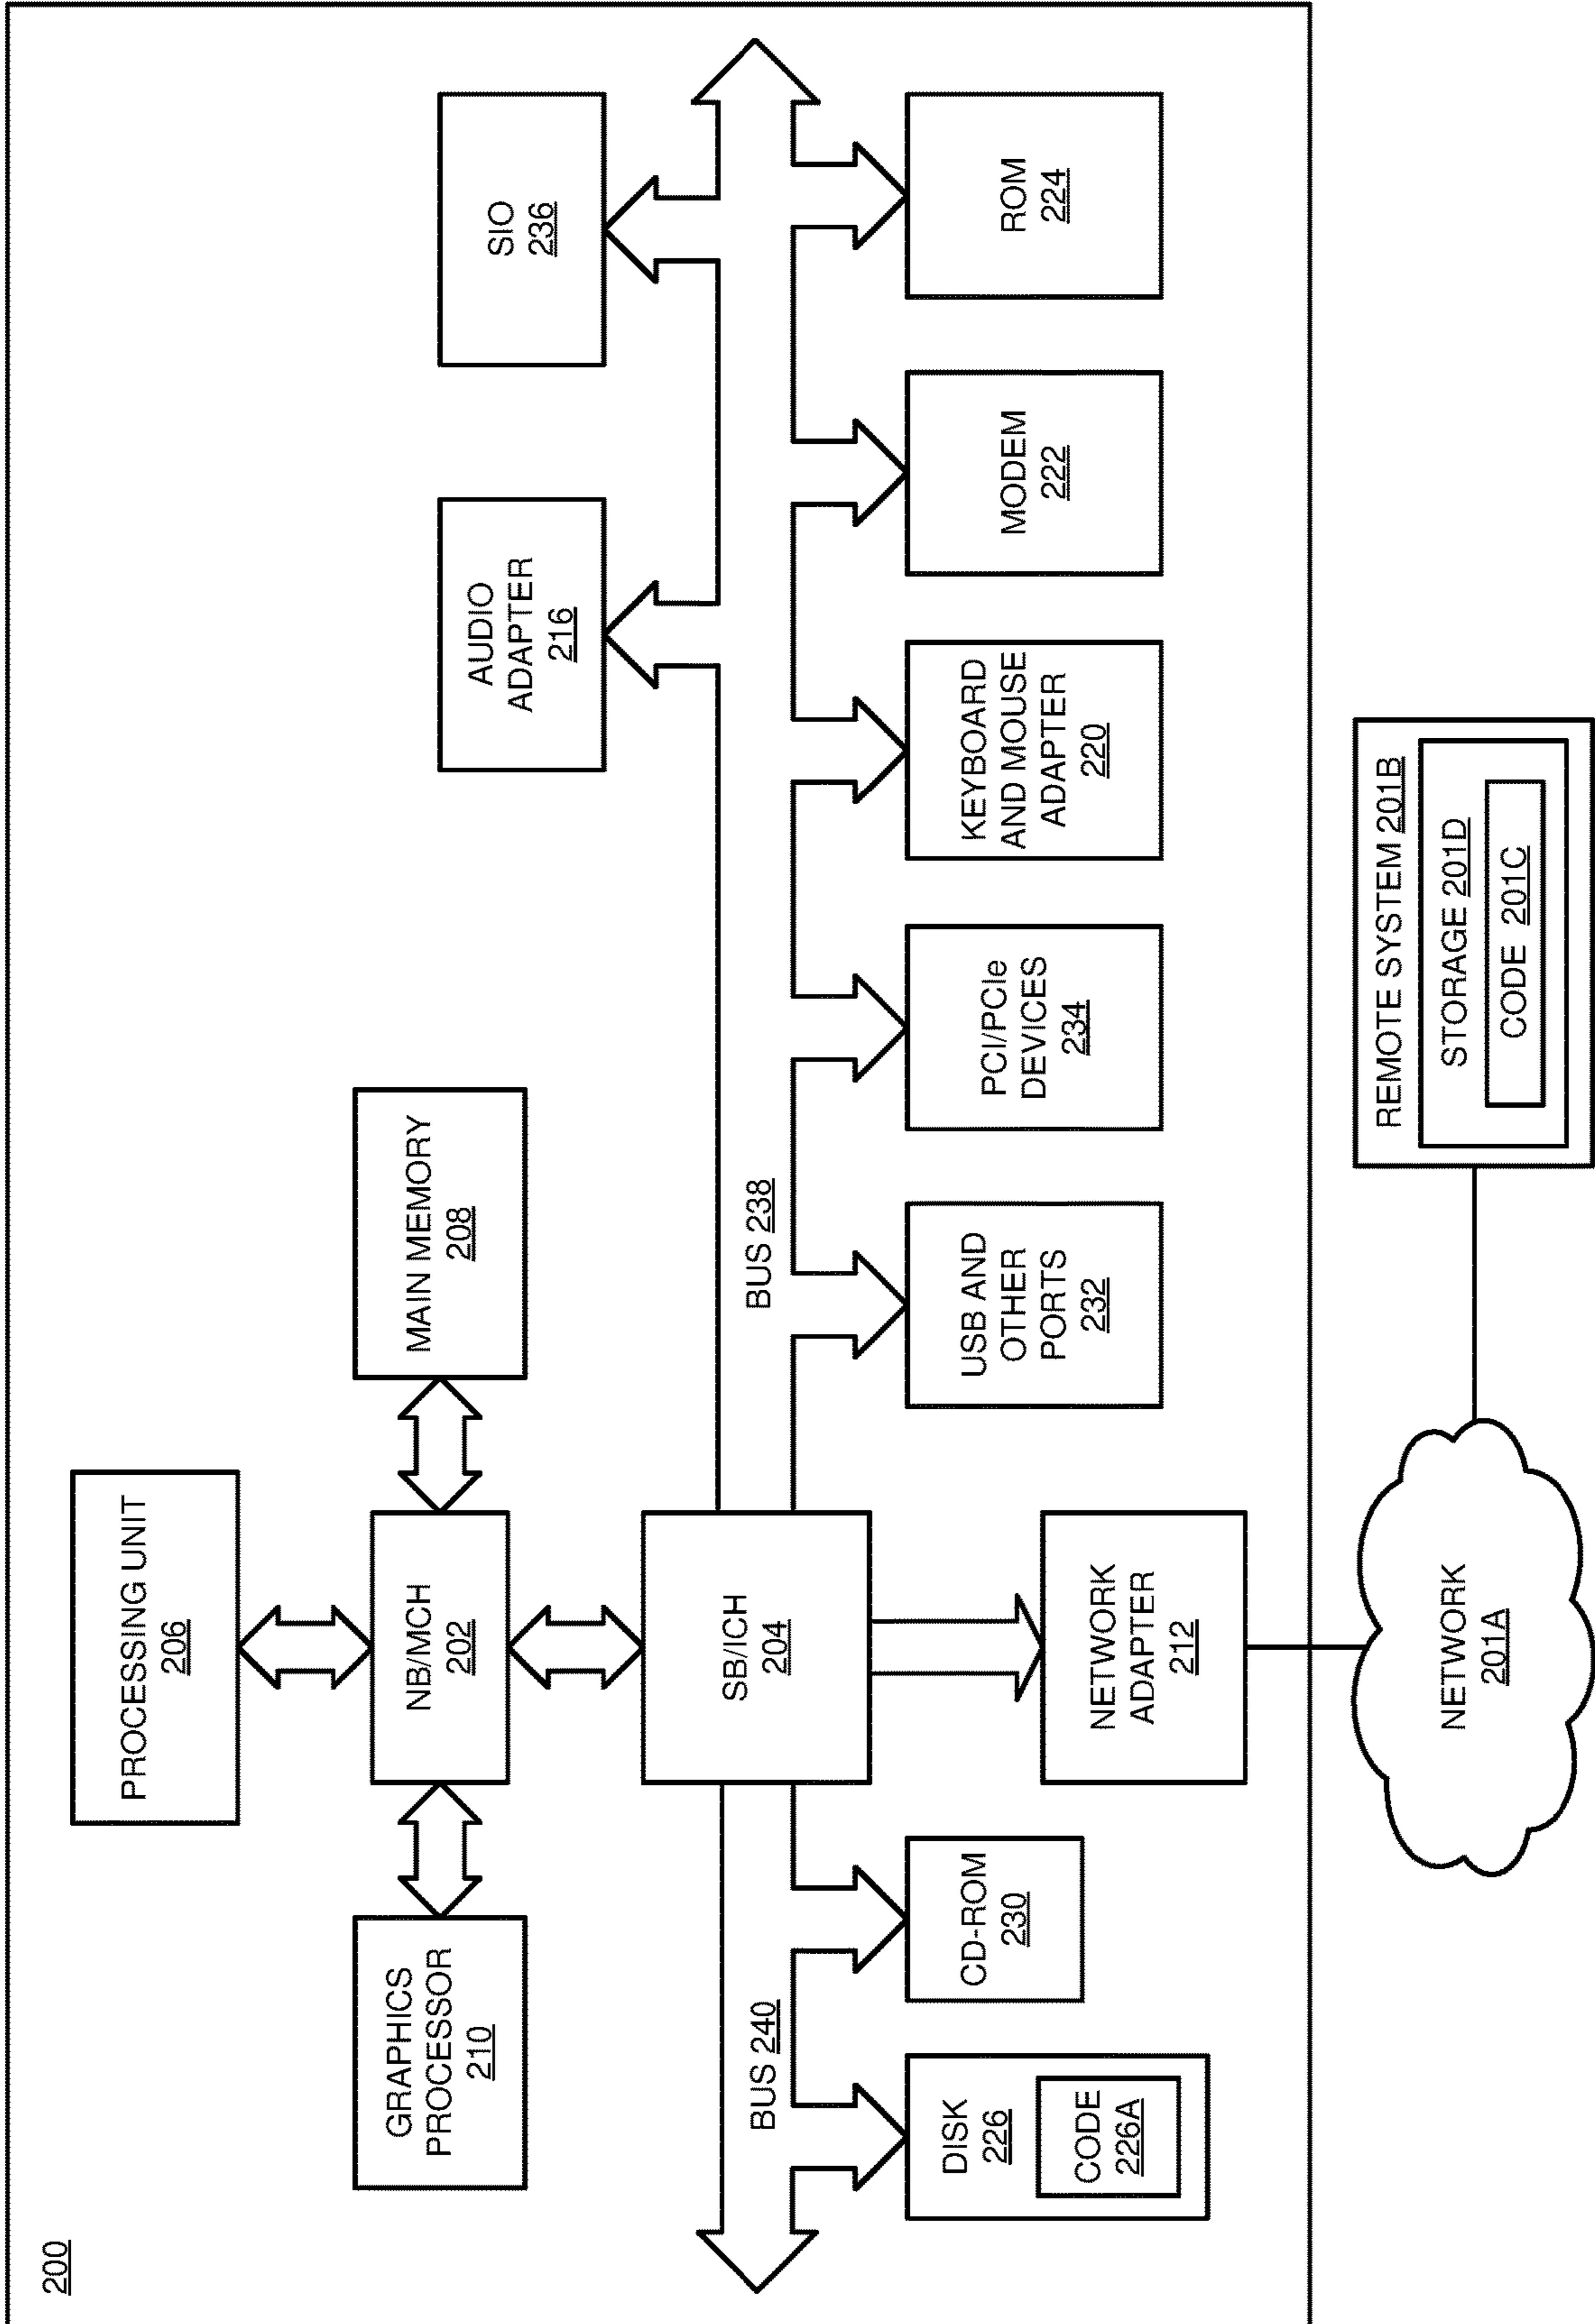 200
PROCESSING UNIT
206
GRAPHICS
PROCESSOR
210
NB/MCH
202
MAIN MEMORY
208
AUDIO
ADAPTER
216
SIO
236
SB/ICH
204
BUS 240
BUS 238
DISK
226
CODE
226A
CD-ROM
230
NETWORK
ADAPTER
212
USB AND
OTHER
PORTS
232
PCI/PCIe
DEVICES
234
KEYBOARD
AND MOUSE
ADAPTER
220
MODEM
222
ROM
224
NETWORK
201A
REMOTE SYSTEM 201B
STORAGE 201D
CODE 201C